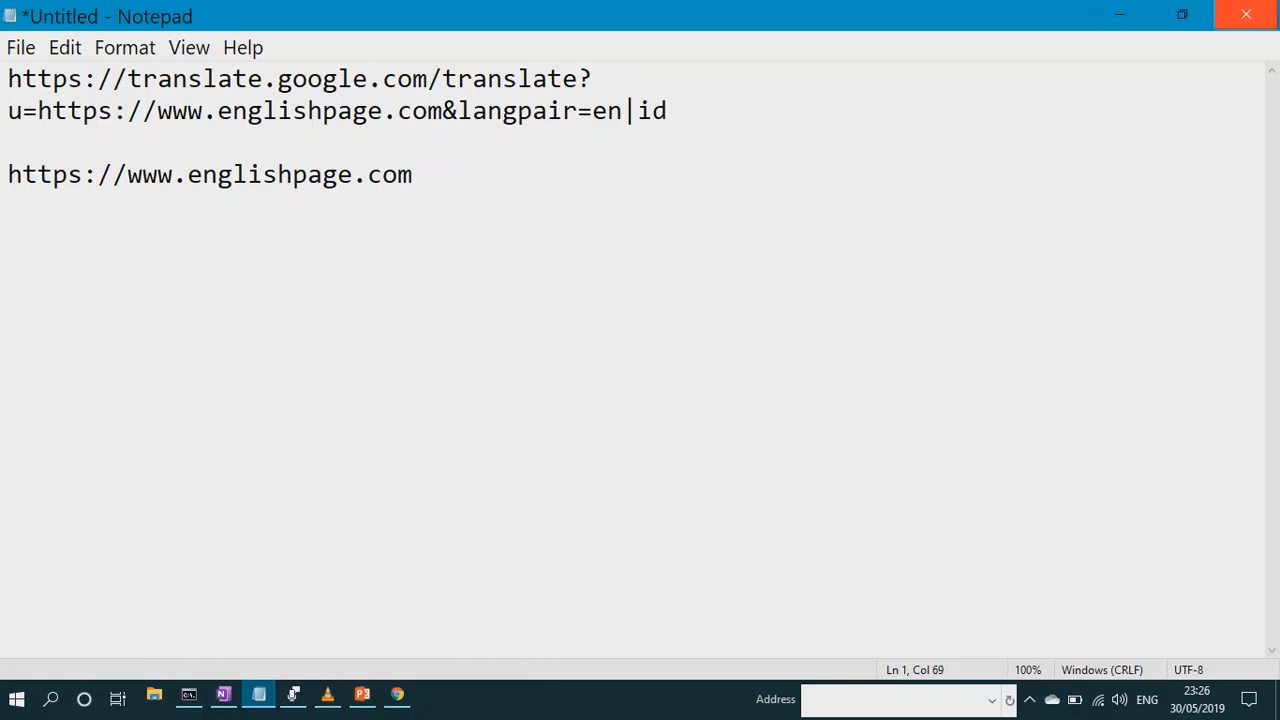 *Untitled - Notepad
File Edit Format View Help
https://translate.google.com/translate?
u=https://www.englishpage.com&langpair=en|id
https://www.englishpage.com
Ln 1, Col 69 100% Windows (CRLF) UTF-8
Address ENG 23:26
30/05/2019